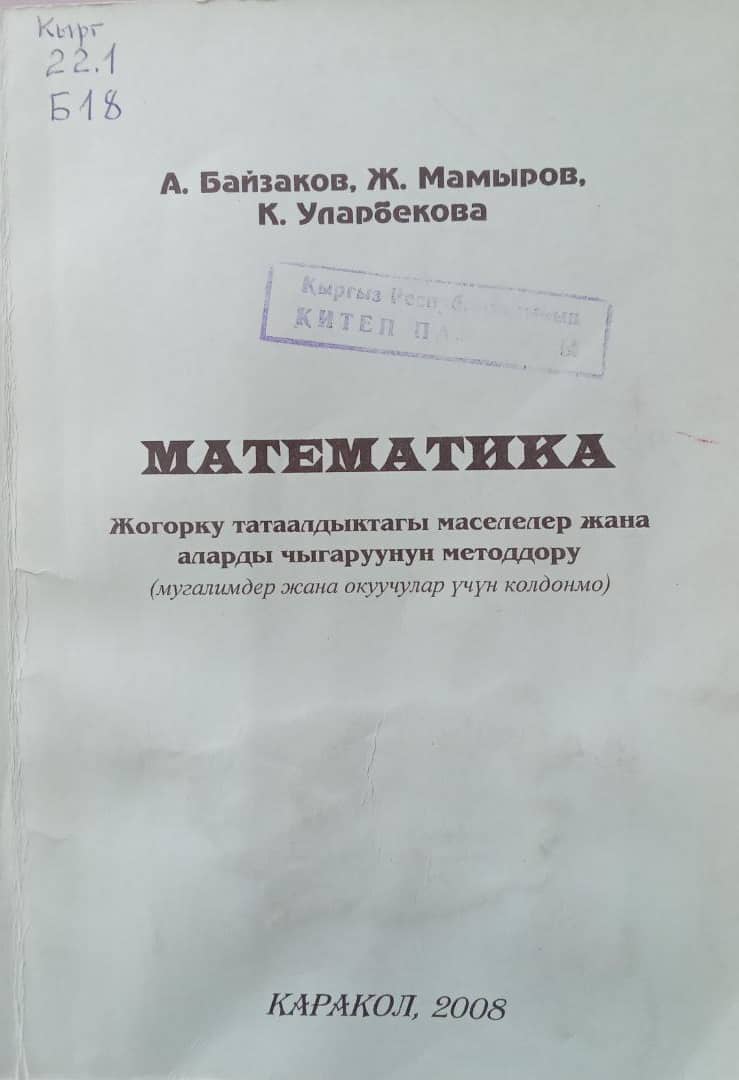 Кырг
22.1
Б18
А. Байзаков, Ж. Мамыров,
К. Уларбекова
Кыргыз
КИТЕП
МАТЕМАТИКА
Жогорку татаалдыктагы маселелер жана
аларды чыгаруунун методдору
(мугалимдер жана окуучулар үчүн колдонмо)
КАРАКОЛ, 2008